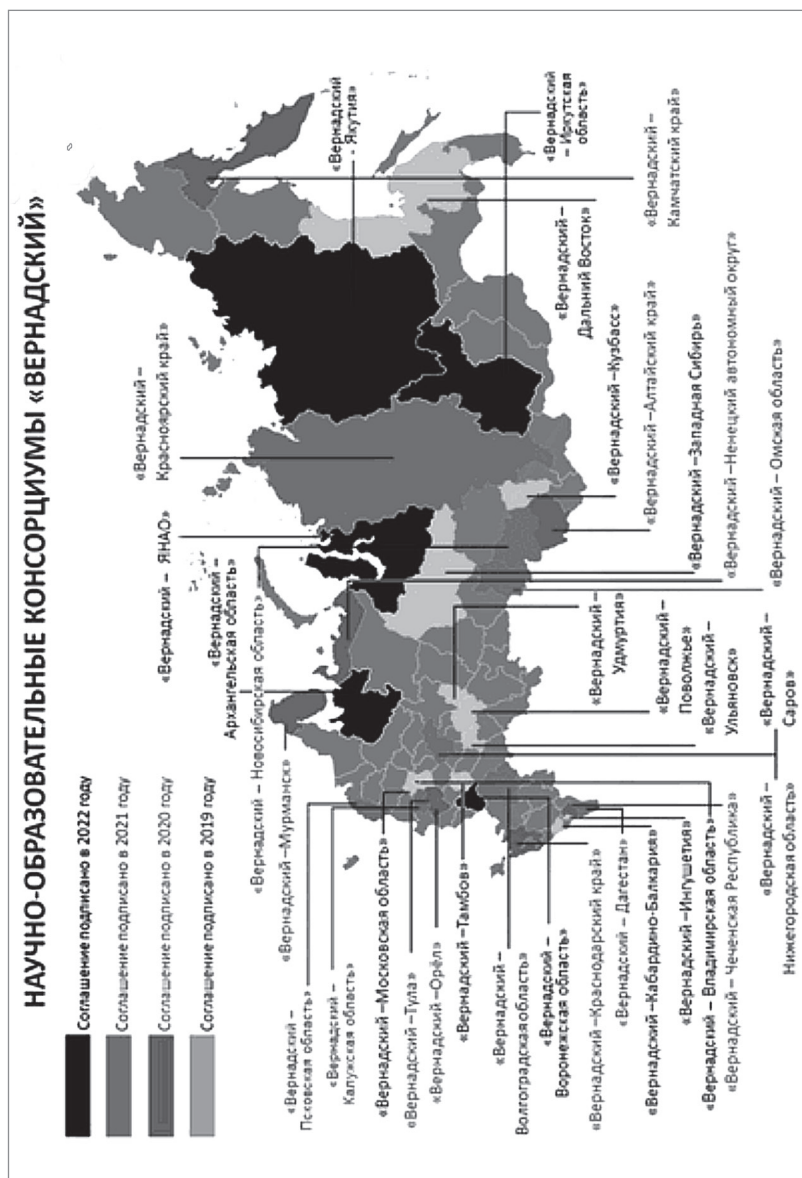 НАУЧНО-ОБРАЗОВАТЕЛЬНЫЕ КОНСОРЦИУМЫ «ВЕРНАДСКИЙ»
Соглашение подписано в 2022 году
Соглашение подписано в 2021 году
Соглашение подписано в 2020 году
Соглашение подписано в 2019 году
«Вернадский –
Красноярский край»
«Вернадский – ЯНАО»
«Вернадский –
Архангельская область»
«Вернадский – Новосибирская область»
«Вернадский –Мурманск»
«Вернадский –
Псковская область»
«Вернадский –
Калужская область»
«Вернадский –Московская область»
«Вернадский –Тула»
«Вернадский –Орёл»
«Вернадский –Тамбов»
«Вернадский –
Волгоградская область»
«Вернадский –
Воронежская область»
«Вернадский –Краснодарский край»
«Вернадский – Дагестан»
«Вернадский –Кабардино-Балкария»
«Вернадский –Ингушетия»
«Вернадский – Владимирская область»
«Вернадский – Чеченская Республика»
«Вернадский –
Нижегородская область»
«Вернадский –
Саров»
«Вернадский –
Ульяновск»
«Вернадский –
Поволжье»
«Вернадский –
Удмуртия»
«Вернадский – Омская область»
«Вернадский –Ненецкий автономный округ»
«Вернадский –Западная Сибирь»
«Вернадский –Алтайский край»
«Вернадский –Кузбасс»
«Вернадский –
Дальний Восток»
«Вернадский –
Камчатский край»
«Вернадский
– Иркутская
область»
«Вернадский
- Якутия»